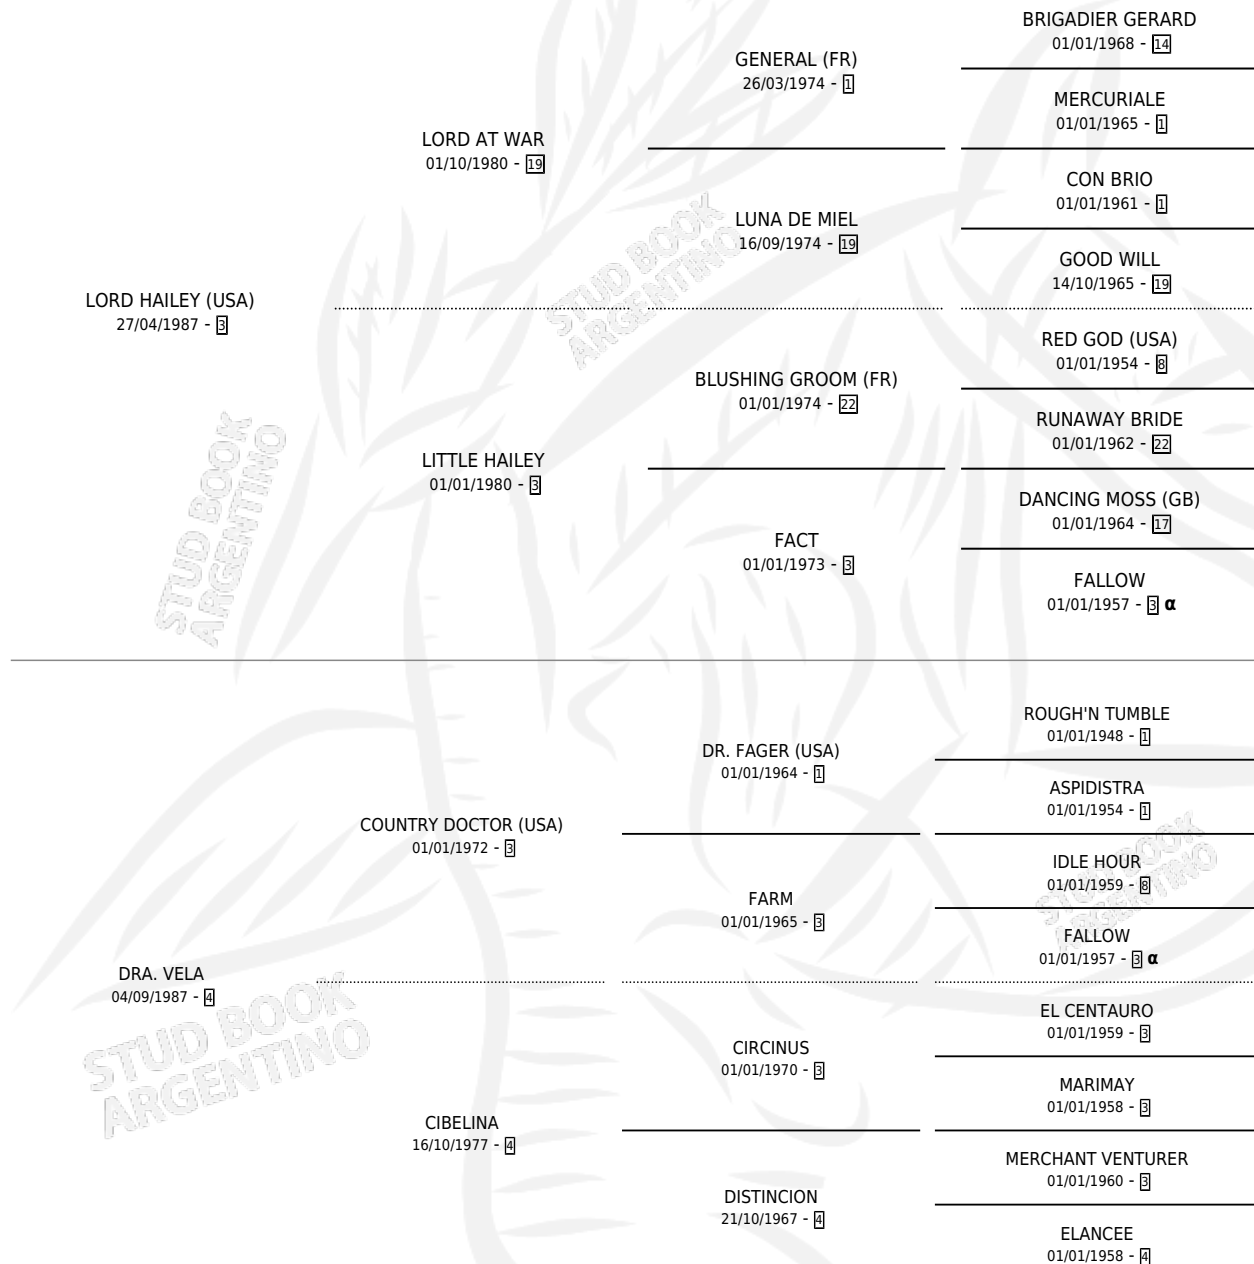 BRIGADIER GERARD
01/01/1968 - 14
GENERAL (FR)
26/03/1974 - 1
MERCURIALE
01/01/1965 - 1
LORD AT WAR
01/10/1980 - 19
CON BRIO
01/01/1961 - 1
LUNA DE MIEL
16/09/1974 - 19
GOOD WILL
14/10/1965 - 19
STUD BOOK
ARGENTINO
LORD HAILEY (USA)
27/04/1987 - 3
RED GOD (USA)
01/01/1954 - 8
BLUSHING GROOM (FR)
01/01/1974 - 22
RUNAWAY BRIDE
01/01/1962 - 22
LITTLE HAILEY
01/01/1980 - 3
STUD BOOK
ARGENTINO
DANCING MOSS (GB)
01/01/1964 - 17
FACT
01/01/1973 - 3
FALLOW
01/01/1957 - 3 α
ROUGH'N TUMBLE
01/01/1948 - 1
DR. FAGER (USA)
01/01/1964 - 1
ASPIDISTRA
01/01/1954 - 1
COUNTRY DOCTOR (USA)
01/01/1972 - 3
IDLE HOUR
01/01/1959 - 8
STUD BOOK
ARGENTINO
FARM
01/01/1965 - 3
FALLOW
01/01/1957 - 3 α
DRA. VELA
04/09/1987 - 4
STUD BOOK
ARGENTINO
EL CENTAURO
01/01/1959 - 3
CIRCINUS
01/01/1970 - 3
MARIMAY
01/01/1958 - 3
CIBELINA
16/10/1977 - 4
MERCHANT VENTURER
01/01/1960 - 3
DISTINCION
21/10/1967 - 4
ELANCEE
01/01/1958 - 4